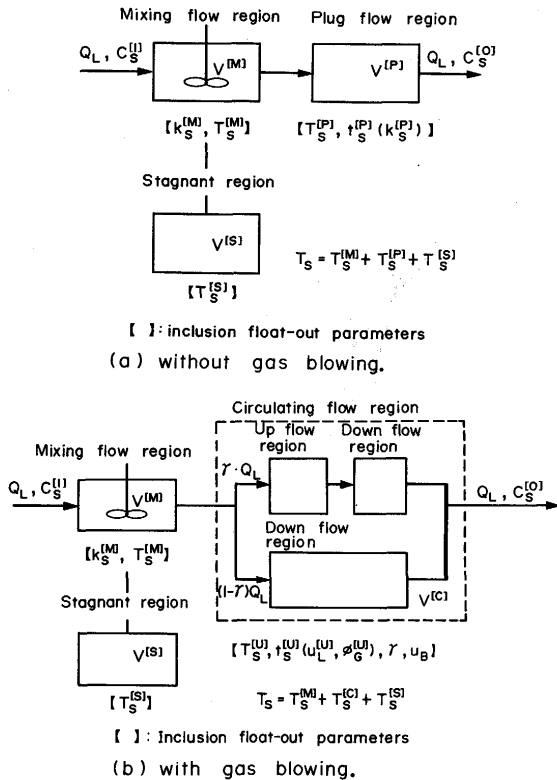 Mixing flow region Plug flow region
Q_L, C_S^[I] V^[M] V^[P] Q_L, C_S^[O]
[k_S^[M], T_S^[M]] [T_S^[P], t_S^[P](k_S^[P])]
Stagnant region
V^[S] T_S = T_S^[M] + T_S^[P] + T_S^[S]
[T_S^[S]]
[ ]: inclusion float-out parameters
(a) without gas blowing.
Circulating flow region
Up flow region Down flow region
Mixing flow region
Q_L, C_S^[I] V^[M] γ·Q_L Q_L, C_S^[O]
[k_S^[M], T_S^[M]] Down flow region
Stagnant region (1-γ)Q_L V^[C]
V^[S] [T_S^[U], t_S^[U](u_L^[U], ϕ_G^[U]), γ, u_B]
[T_S^[S]] T_S = T_S^[M] + T_S^[C] + T_S^[S]
[ ]: Inclusion float-out parameters
(b) with gas blowing.